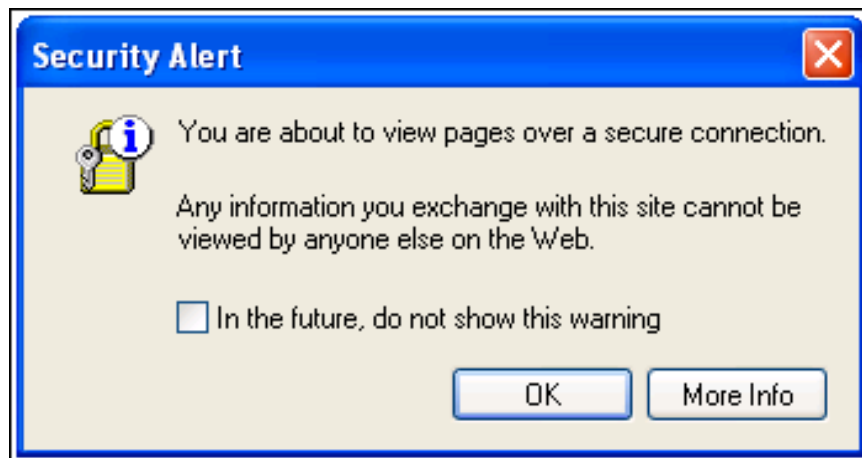 Security Alert
You are about to view pages over a secure connection.
Any information you exchange with this site cannot be
viewed by anyone else on the Web.
In the future, do not show this warning
OK
More Info